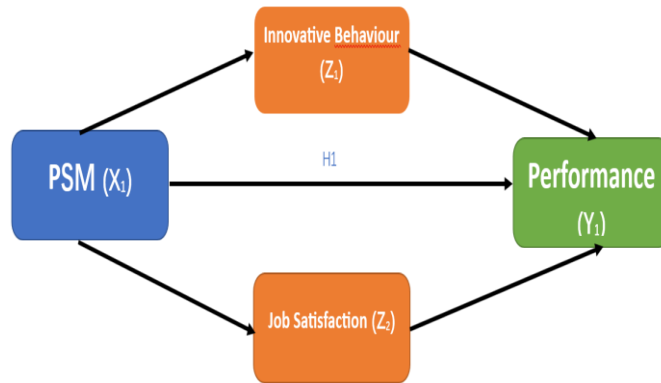 Innovative Behaviour
(Z₁)
H1
PSM (X₁)
Performance
(Y₁)
Job Satisfaction (Z₂)